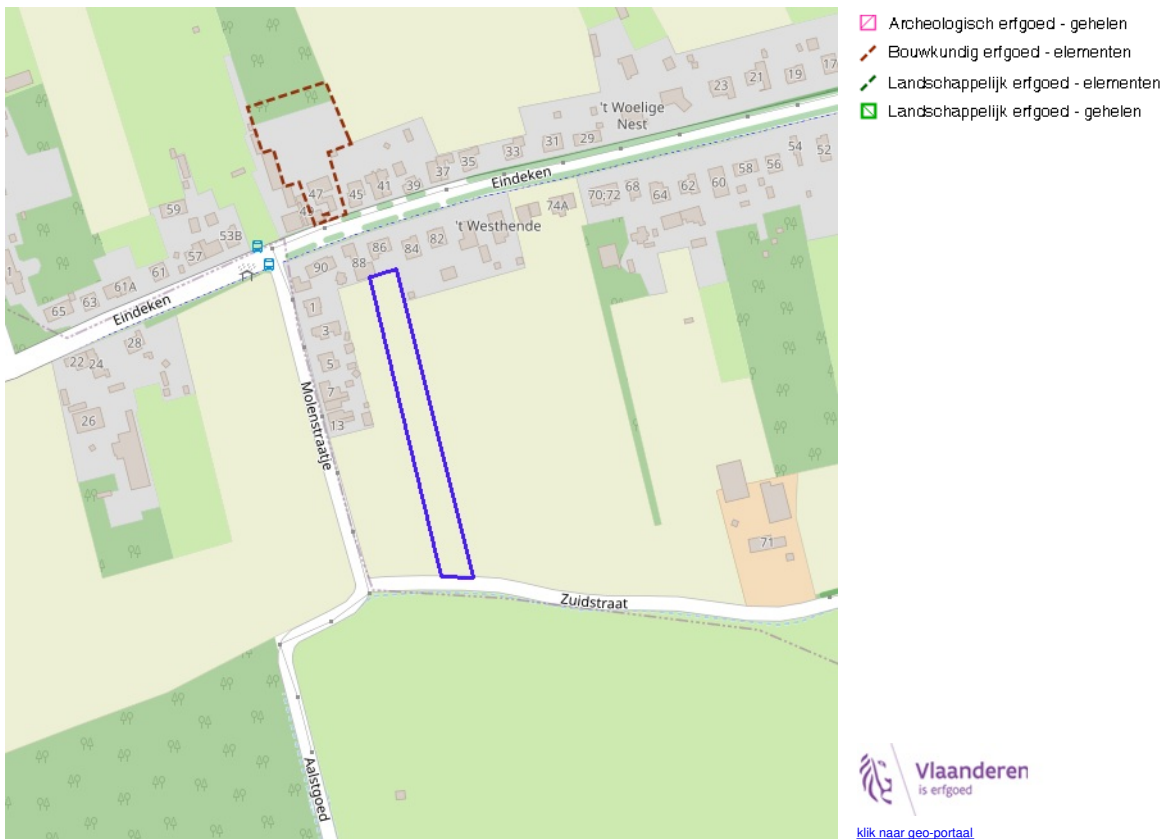 Archeologisch erfgoed - gehelen
Bouwkundig erfgoed - elementen
Landschappelijk erfgoed - elementen
Landschappelijk erfgoed - gehelen
17
19
21
23
't Woelige
Nest
29
31
33
35
37
39
41
45
47
Eindeken
54
52
56
58
60
62
64
68
70;72
74A
't Westhende
82
84
86
88
90
59
53B
57
61
61A
63
65
Eindeken
28
22 24
26
1
3
5
7
13
Molenstraatje
71
Zuidstraat
Aalstgoed
Vlaanderen
is erfgoed
klik naar geo-portaal